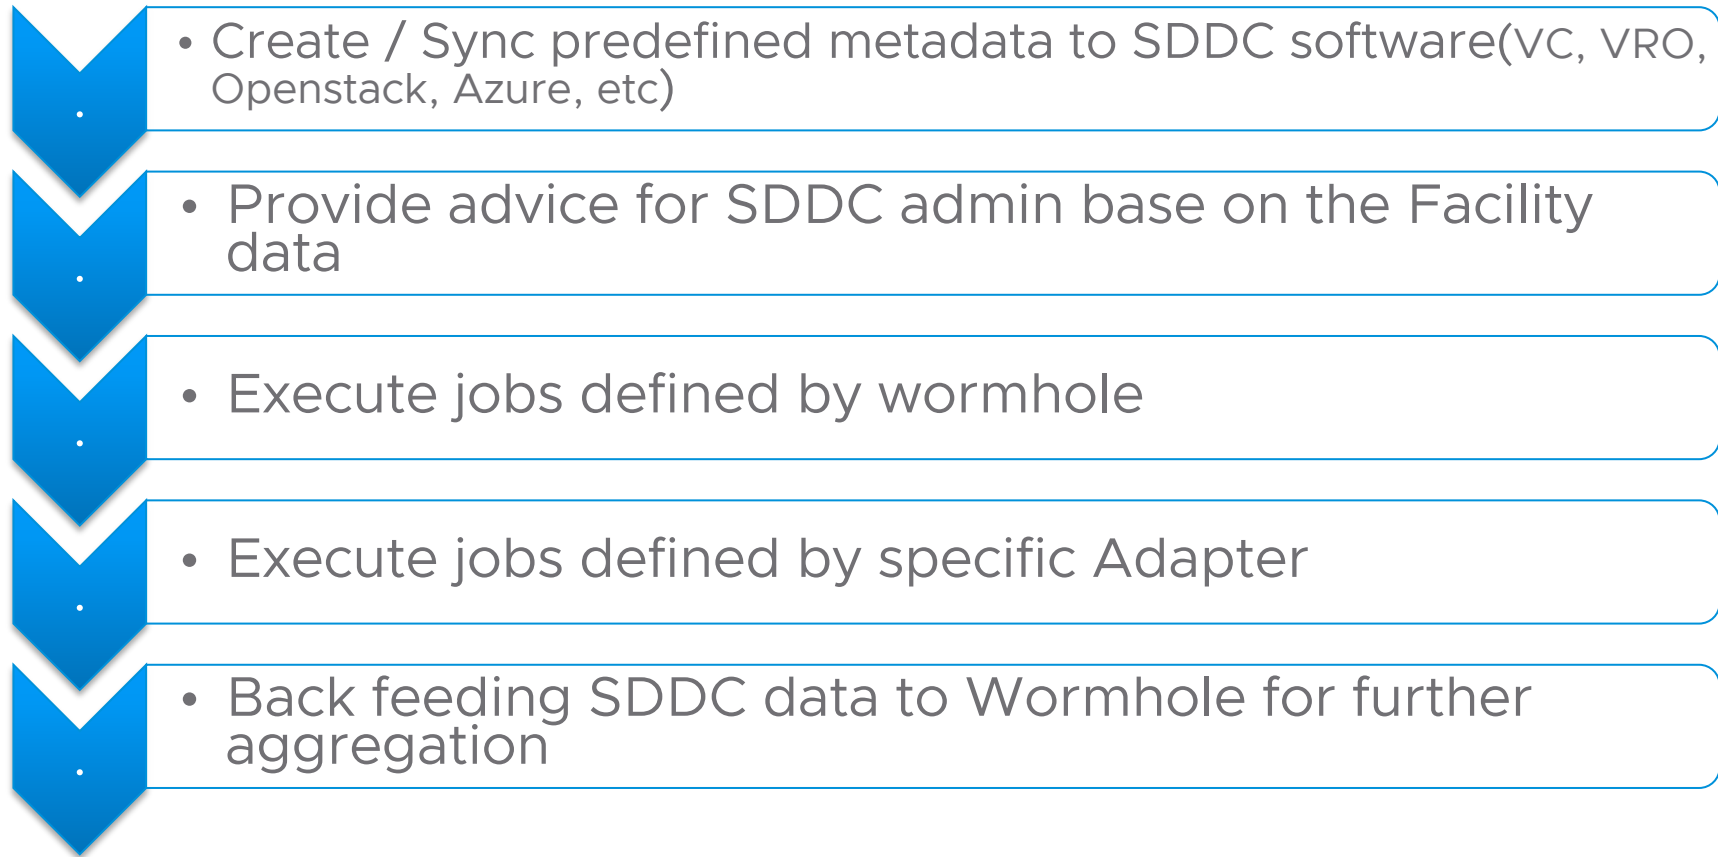 • Create / Sync predefined metadata to SDDC software(VC, VRO,
Openstack, Azure, etc)
• Provide advice for SDDC admin base on the Facility
data
• Execute jobs defined by wormhole
• Execute jobs defined by specific Adapter
• Back feeding SDDC data to Wormhole for further
aggregation